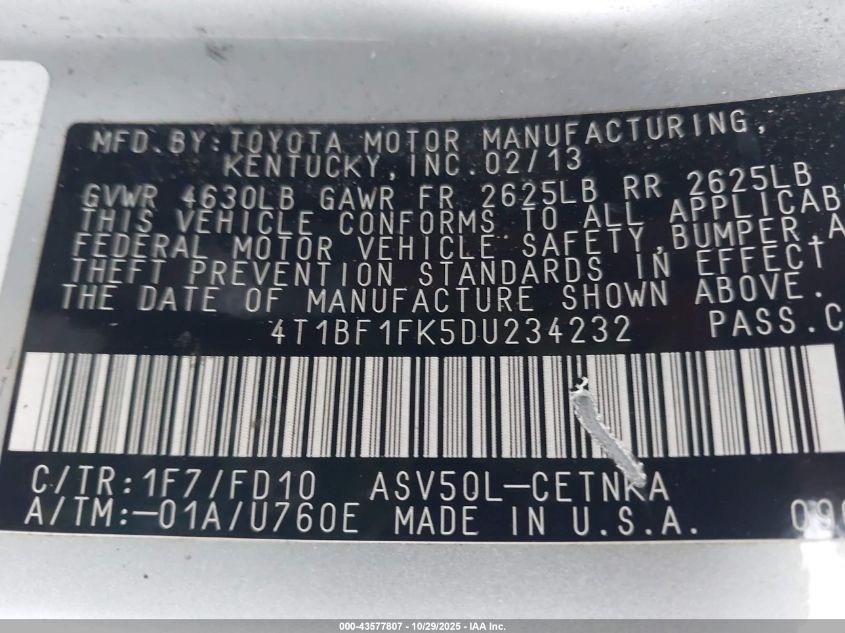 MFD. BY: TOYOTA MOTOR MANUFACTURING,
KENTUCKY, INC. 02/13
GVWR 4630LB GAWR FR 2625LB RR 2625LB
THIS VEHICLE CONFORMS TO ALL APPLICAB
FEDERAL MOTOR VEHICLE SAFETY, BUMPER, A
THEFT PREVENTION STANDARDS IN EFFECT
THE DATE OF MANUFACTURE SHOWN ABOVE.
4T1BF1FK5DU234232 PASS. C
C/TR: 1F7/FD10 ASV50L-CETNKA
A/TM:-01A/U760E MADE IN U.S.A. 090
000-43577807 - 10/29/2025 - IAA Inc.